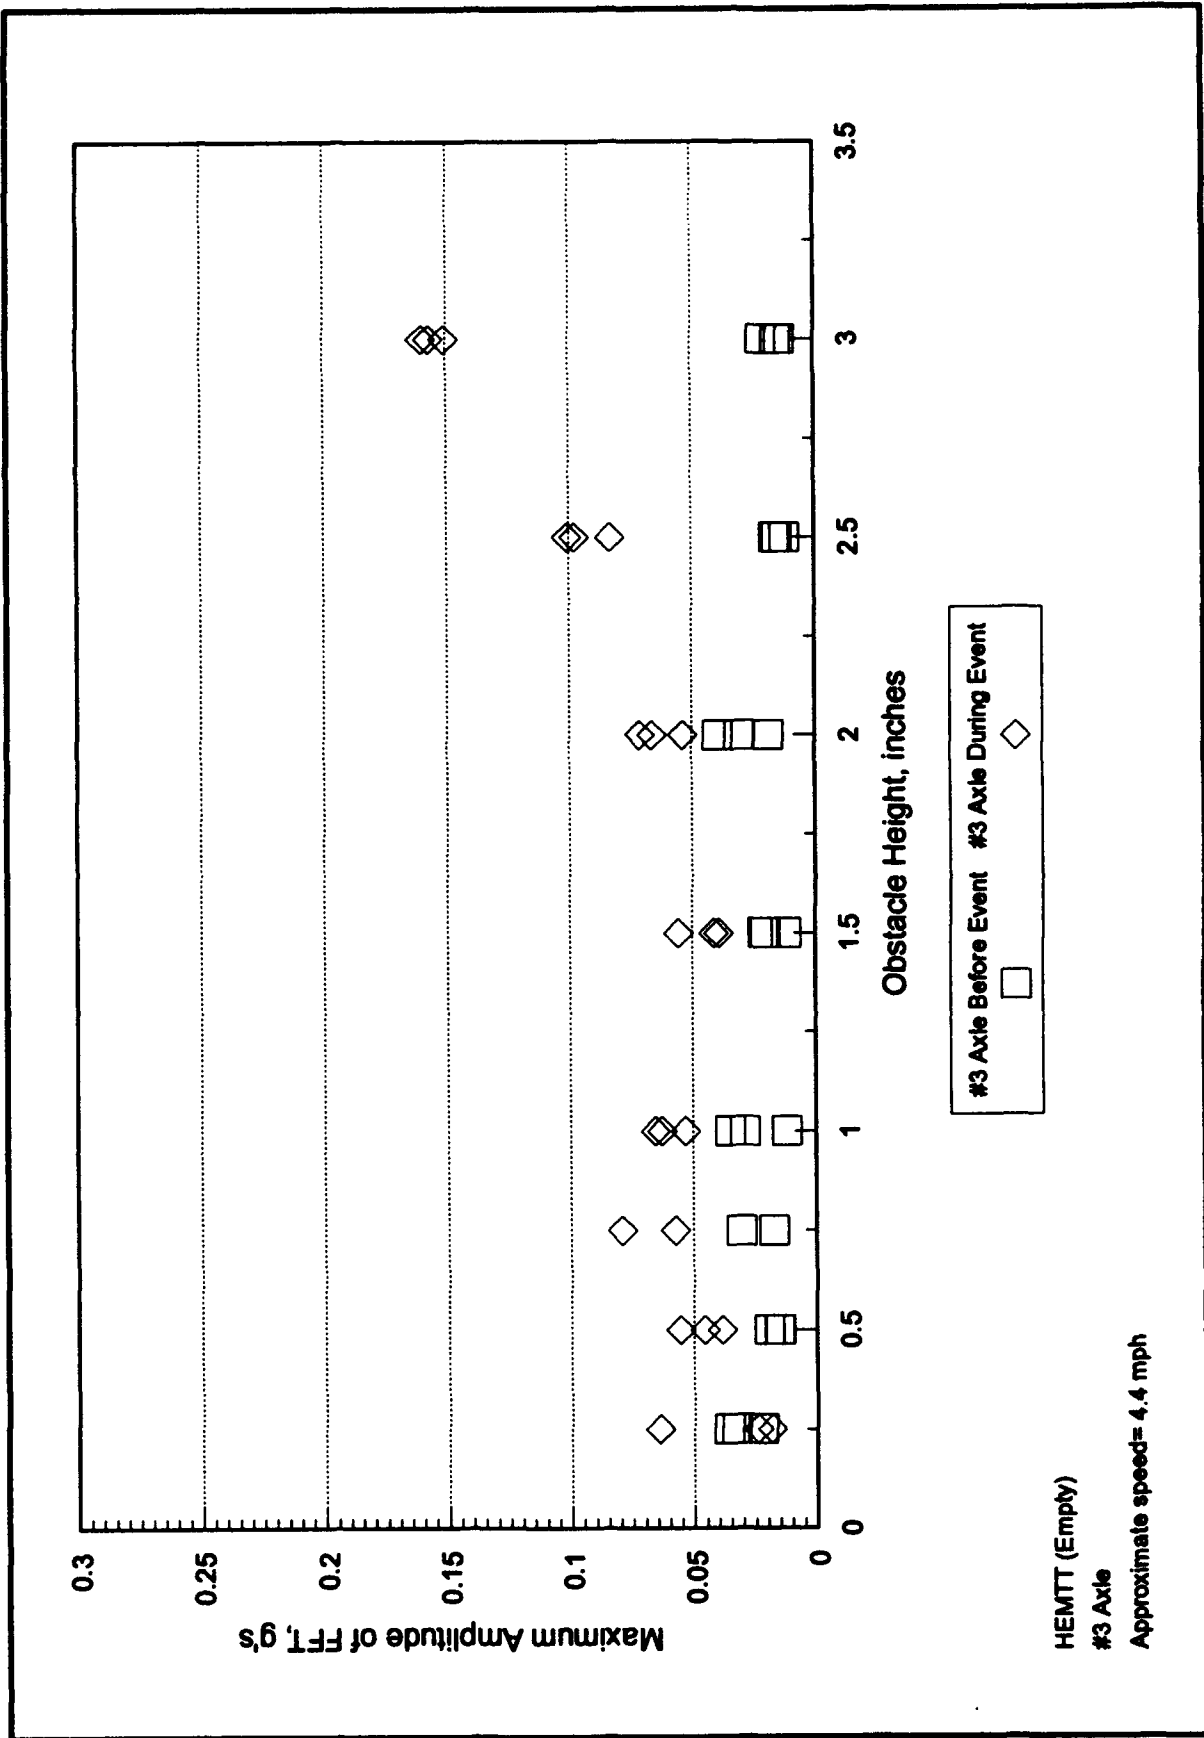 Maximum Amplitude of FFT, g's
0.3
0.25
0.2
0.15
0.1
0.05
0
0
0.5
1
1.5
2
2.5
3
3.5
Obstacle Height, inches
#3 Axle Before Event #3 Axle During Event
HEMTT (Empty)
#3 Axle
Approximate speed= 4.4 mph